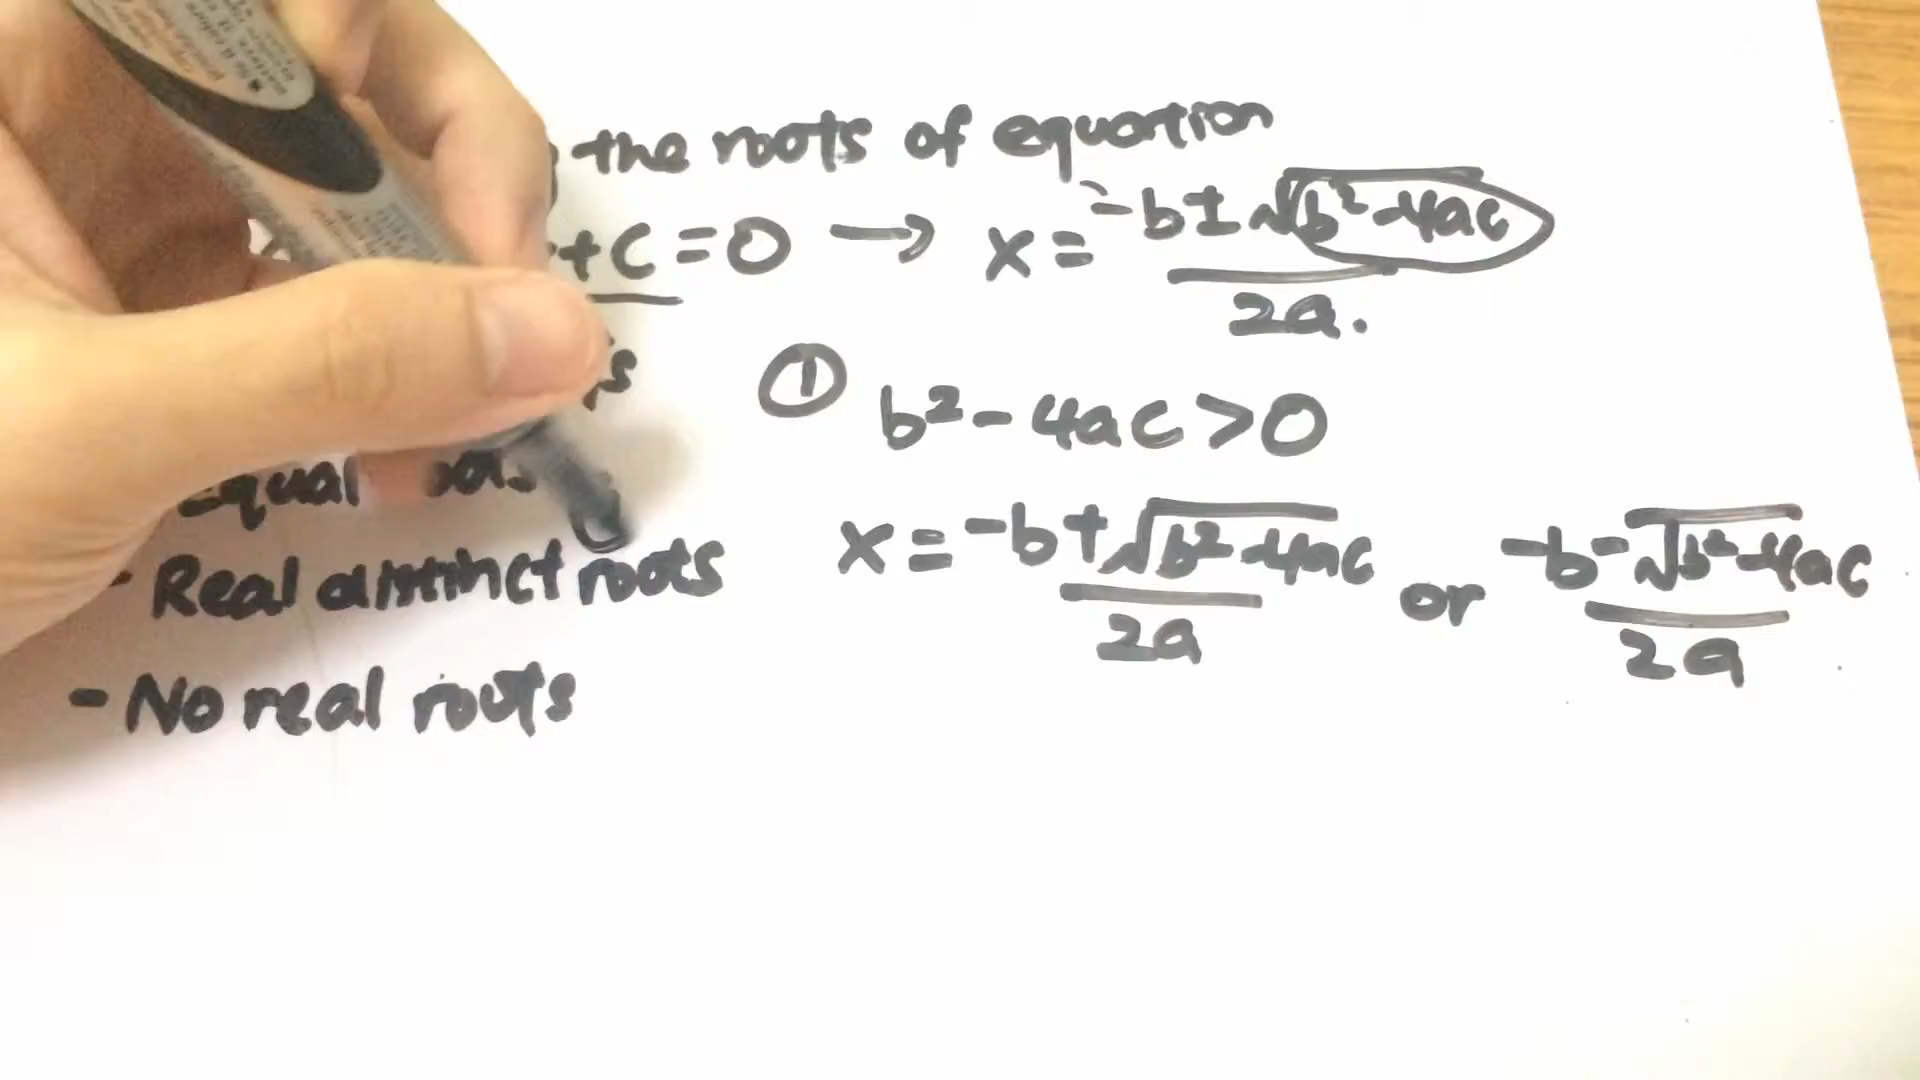 the roots of equation
+c=0 → x = -b±√b²-4ac
2a.
① b²-4ac>0
Equal
- Real distinct roots
x = -b+√b²-4ac or -b-√b²-4ac
2a 2a
- No real roots